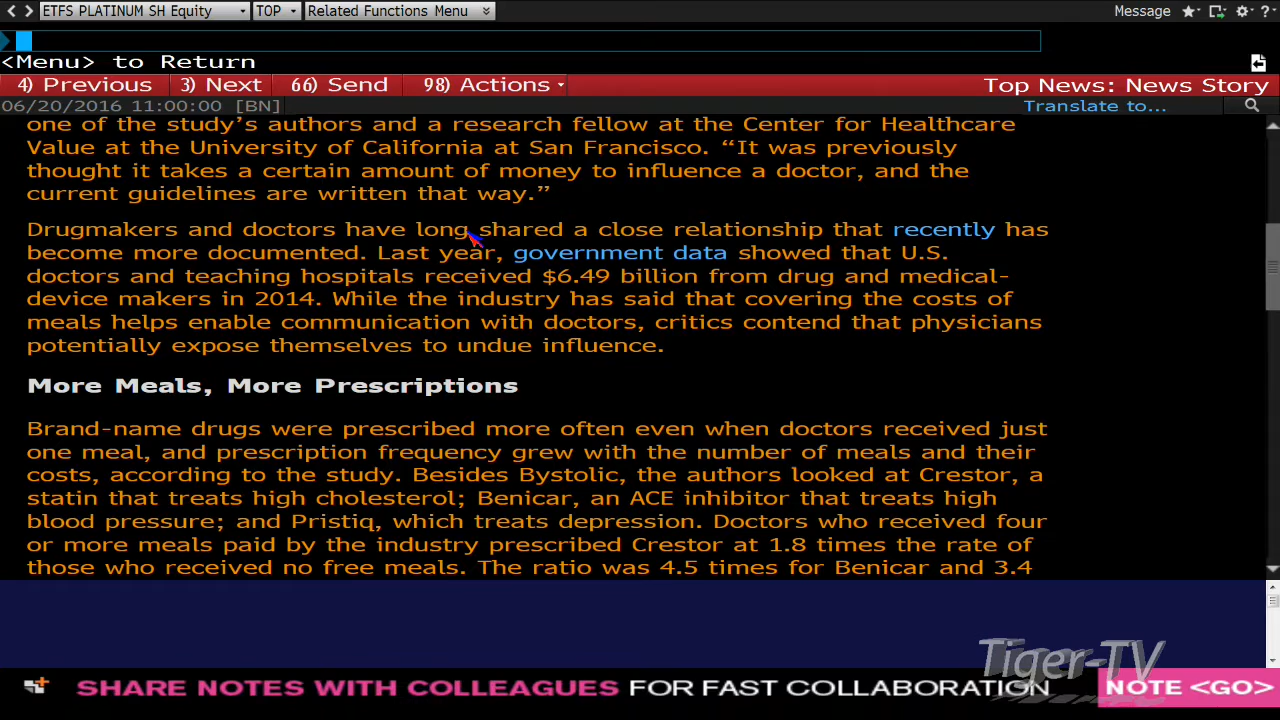 ETFS PLATINUM SH Equity TOP Related Functions Menu Message ?
<Menu> to Return
4) Previous 3) Next 66) Send 98) Actions Top News: News Story
06/20/2016 11:00:00 [BN] Translate to...
one of the study’s authors and a research fellow at the Center for Healthcare
Value at the University of California at San Francisco. “It was previously
thought it takes a certain amount of money to influence a doctor, and the
current guidelines are written that way.”
Drugmakers and doctors have long shared a close relationship that recently has
become more documented. Last year, government data showed that U.S.
doctors and teaching hospitals received $6.49 billion from drug and medical-
device makers in 2014. While the industry has said that covering the costs of
meals helps enable communication with doctors, critics contend that physicians
potentially expose themselves to undue influence.
More Meals, More Prescriptions
Brand-name drugs were prescribed more often even when doctors received just
one meal, and prescription frequency grew with the number of meals and their
costs, according to the study. Besides Bystolic, the authors looked at Crestor, a
statin that treats high cholesterol; Benicar, an ACE inhibitor that treats high
blood pressure; and Pristiq, which treats depression. Doctors who received four
or more meals paid by the industry prescribed Crestor at 1.8 times the rate of
those who received no free meals. The ratio was 4.5 times for Benicar and 3.4
Tiger-TV
SHARE NOTES WITH COLLEAGUES FOR FAST COLLABORATION NOTE <GO>